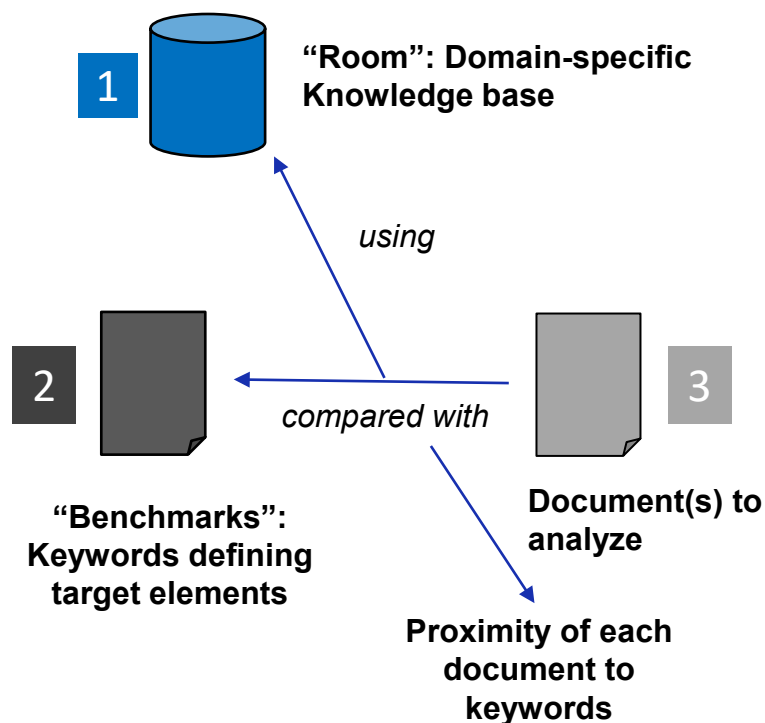 1
“Room”: Domain-specific
Knowledge base
using
2
3
compared with
“Benchmarks”:
Keywords defining
target elements
Document(s) to
analyze
Proximity of each
document to
keywords